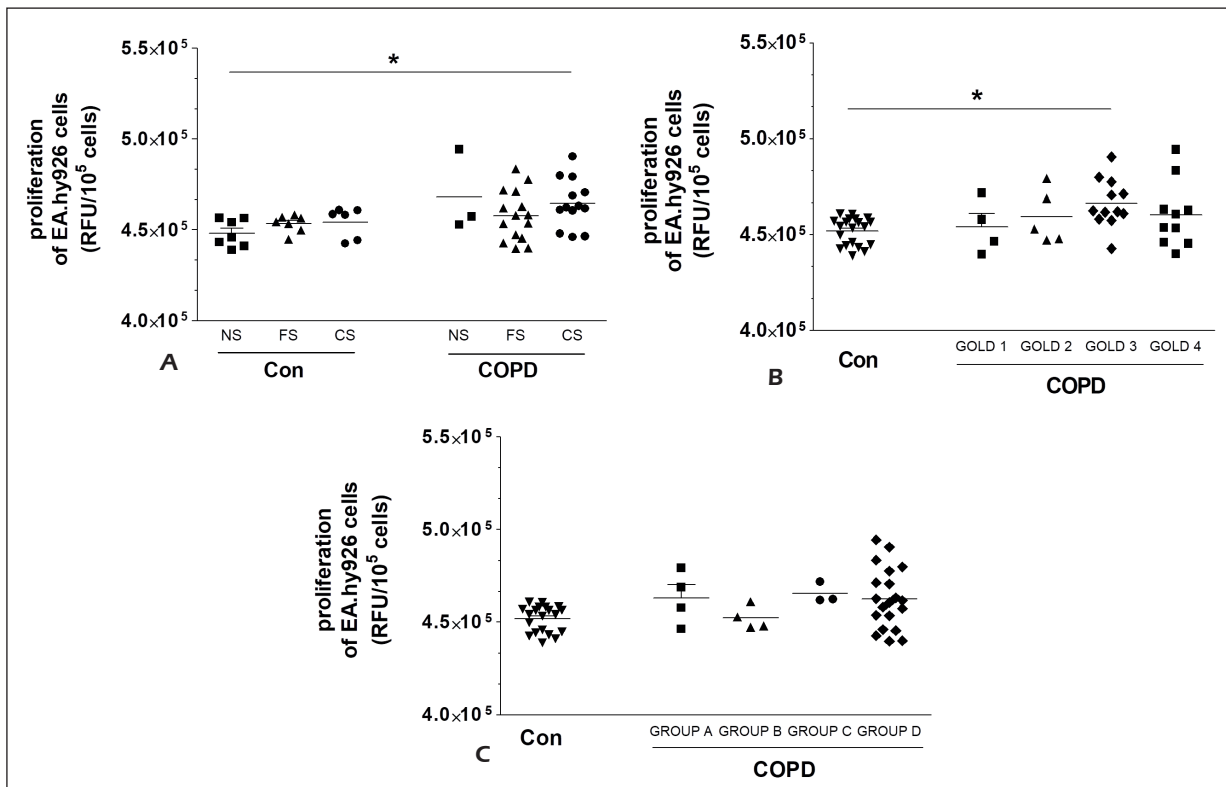 proliferation
of EA.hy926 cells
(RFU/10⁵ cells)
5.5×10⁵
5.0×10⁵
4.5×10⁵
4.0×10⁵
*
NS FS CS NS FS CS
Con COPD
A
proliferation
of EA.hy926 cells
(RFU/10⁵ cells)
5.5×10⁵
5.0×10⁵
4.5×10⁵
4.0×10⁵
*
GOLD 1 GOLD 2 GOLD 3 GOLD 4
Con
COPD
B
proliferation
of EA.hy926 cells
(RFU/10⁵ cells)
5.5×10⁵
5.0×10⁵
4.5×10⁵
4.0×10⁵
GROUP A GROUP B GROUP C GROUP D
Con
COPD
C